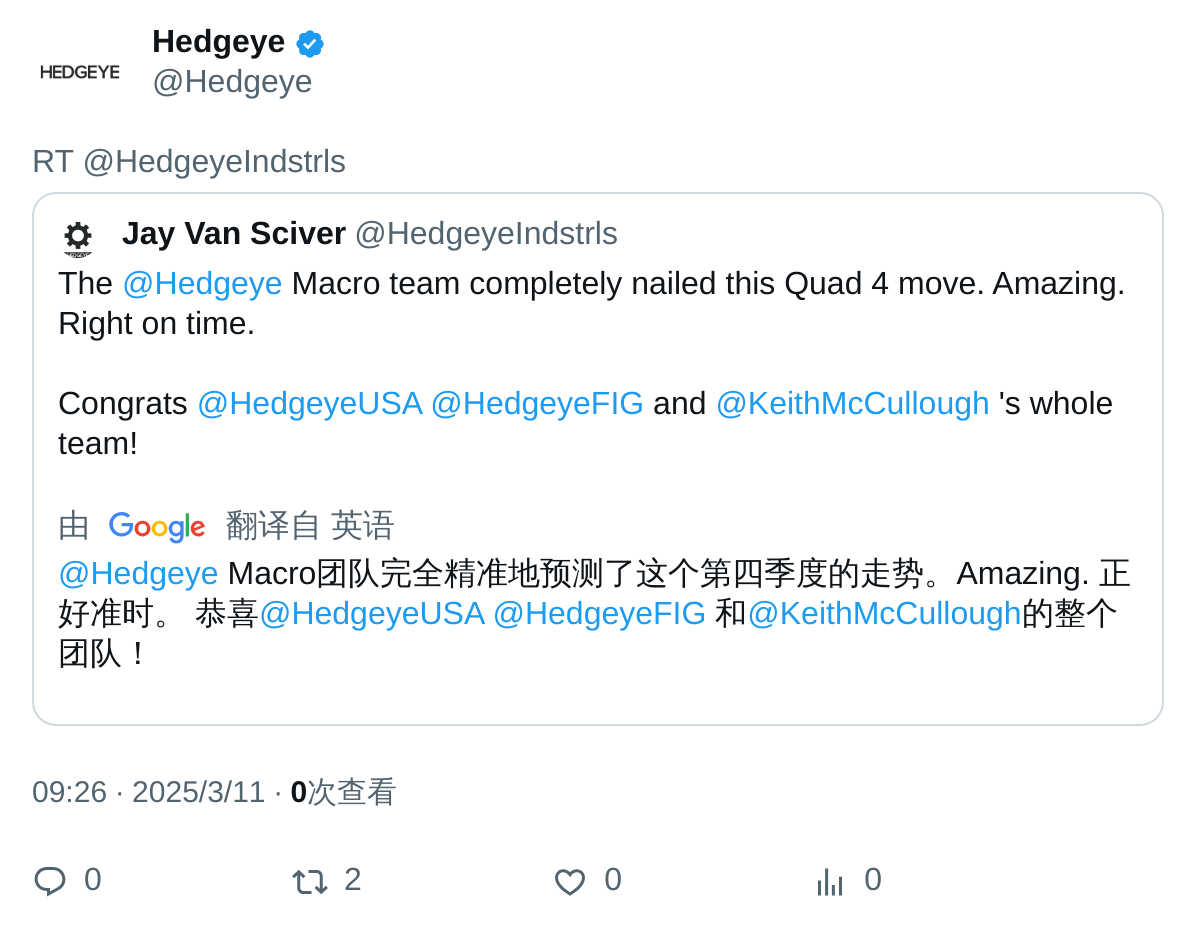 HEDGEYE
Hedgeye
@Hedgeye
RT @HedgeyeIndstrls
Jay Van Sciver @HedgeyeIndstrls
The @Hedgeye Macro team completely nailed this Quad 4 move. Amazing.
Right on time.
Congrats @HedgeyeUSA @HedgeyeFIG and @KeithMcCullough 's whole
team!
由 Google 翻译自 英语
@Hedgeye Macro团队完全精准地预测了这个第四季度的走势。Amazing. 正
好准时。 恭喜@HedgeyeUSA @HedgeyeFIG 和@KeithMcCullough的整个
团队！
09:26 · 2025/3/11 · 0次查看
0 2 0 0